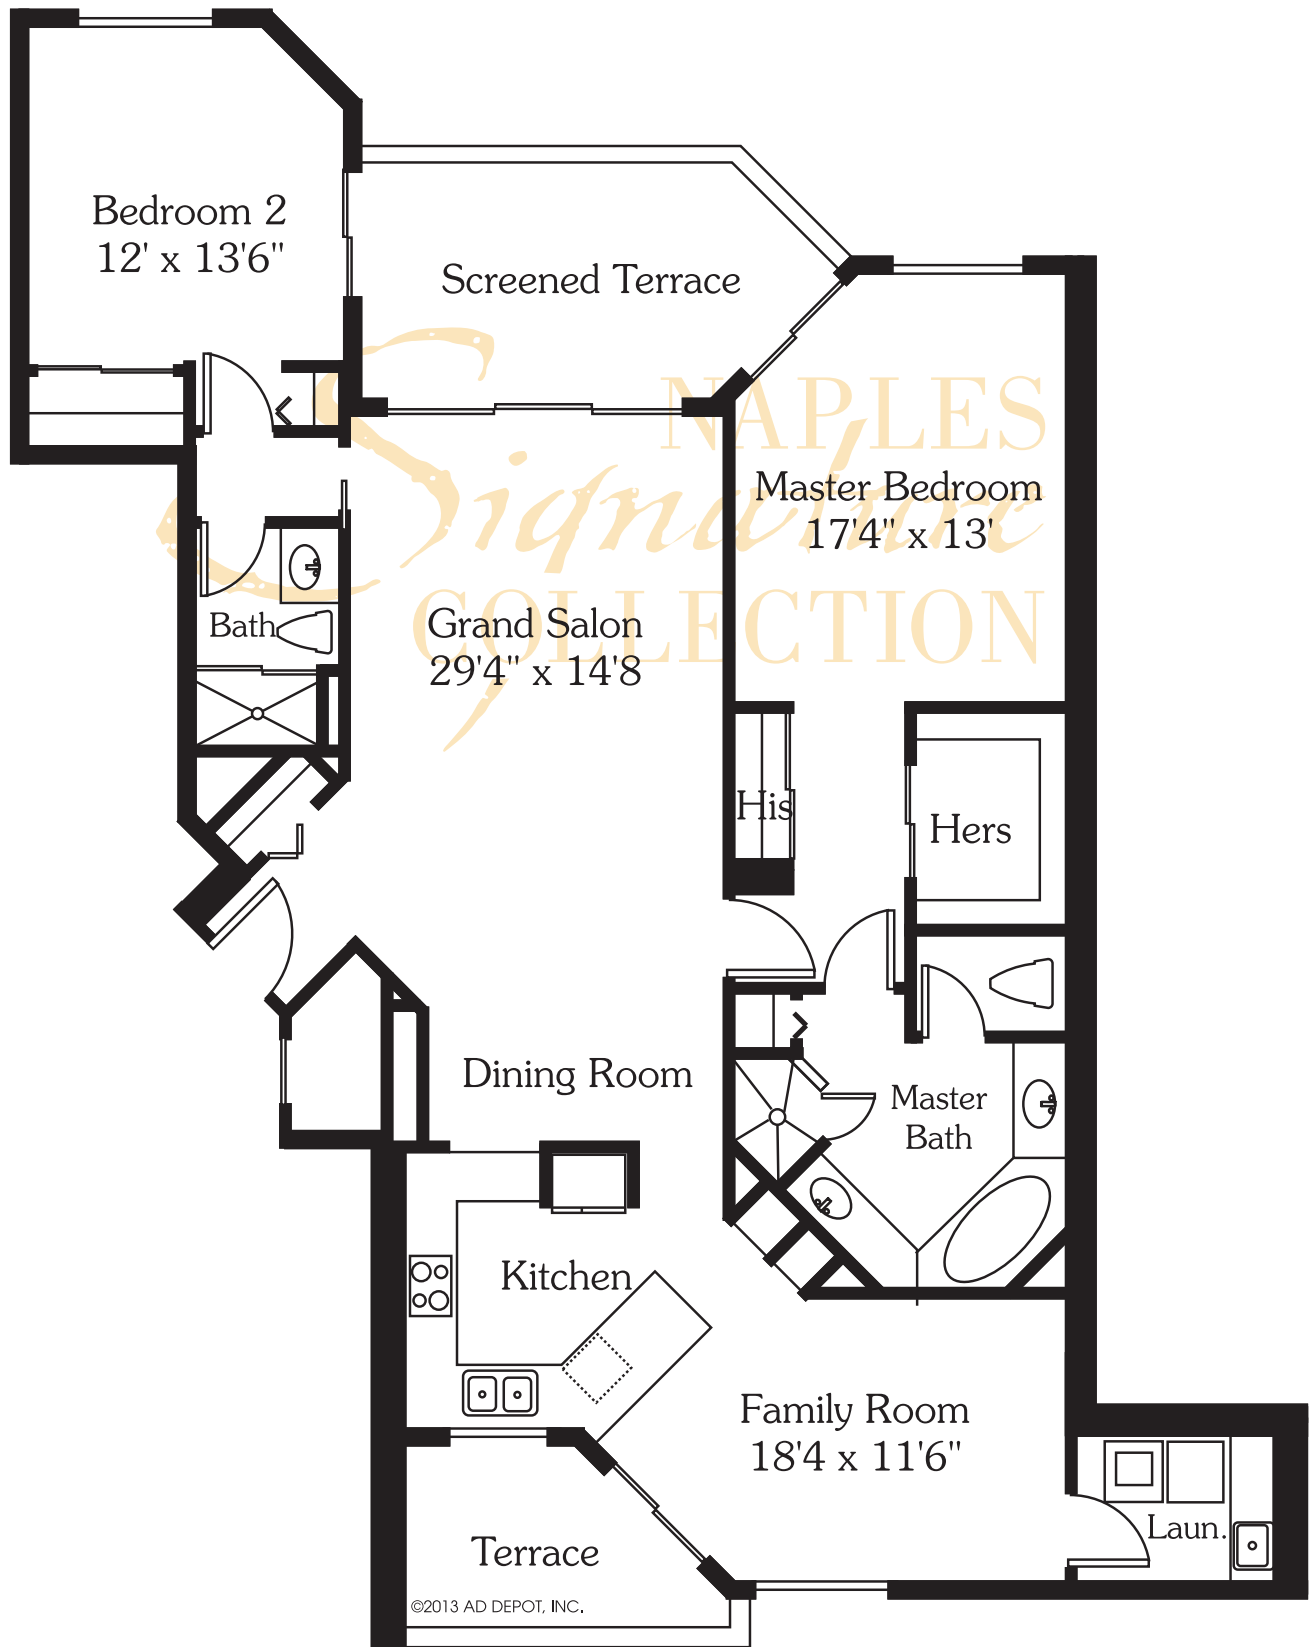 Bedroom 2
12' x 13'6"
Screened Terrace
NAPLES
Signature
COLLECTION
Master Bedroom
17'4" x 13'
Bath
Grand Salon
29'4" x 14'8
His
Hers
Dining Room
Master
Bath
Kitchen
Family Room
18'4 x 11'6"
Laun.
Terrace
©2013 AD DEPOT, INC.